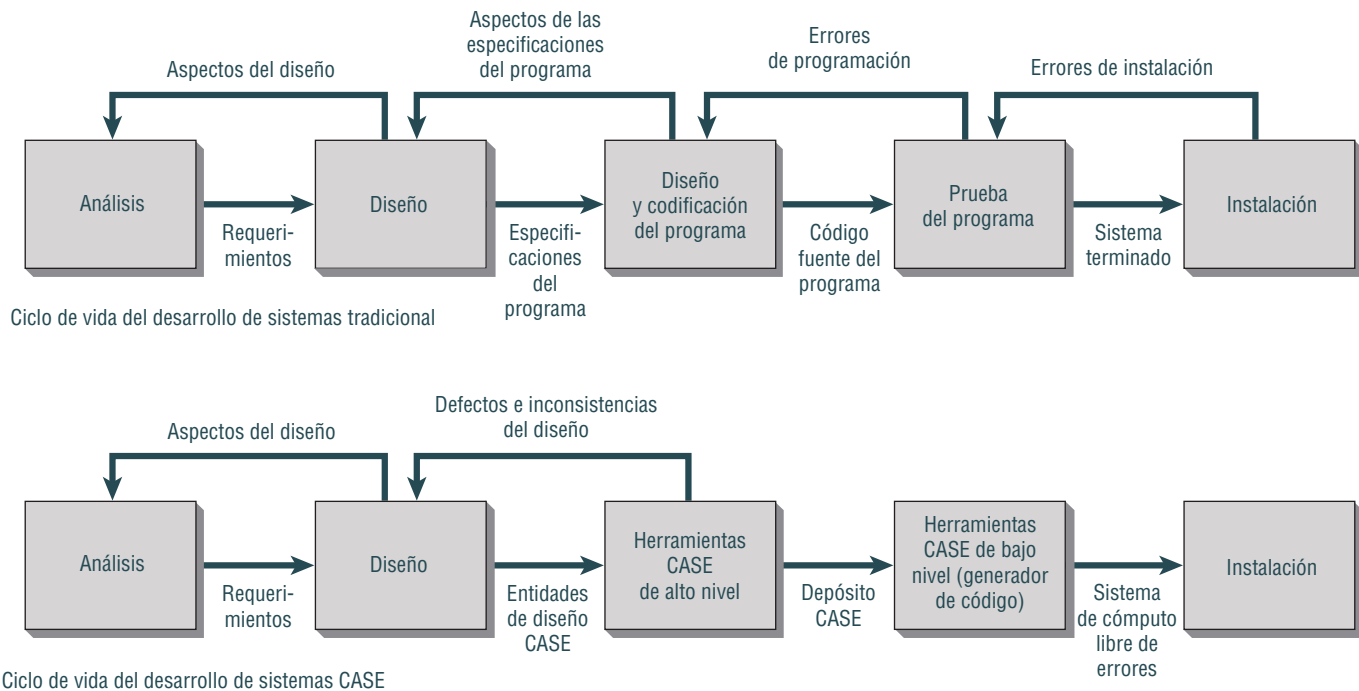 Aspectos de las
especificaciones
del programa
Errores
de programación
Aspectos del diseño
Errores de instalación
Análisis
Diseño
Diseño
y codificación
del programa
Prueba
del programa
Instalación
Requeri-
mientos
Especifi-
caciones
del
programa
Código
fuente del
programa
Sistema
terminado
Ciclo de vida del desarrollo de sistemas tradicional
Defectos e inconsistencias
del diseño
Aspectos del diseño
Análisis
Diseño
Herramientas
CASE
de alto nivel
Herramientas
CASE de bajo
nivel (generador
de código)
Instalación
Requeri-
mientos
Entidades
de diseño
CASE
Depósito
CASE
Sistema
de cómputo
libre de
errores
Ciclo de vida del desarrollo de sistemas CASE